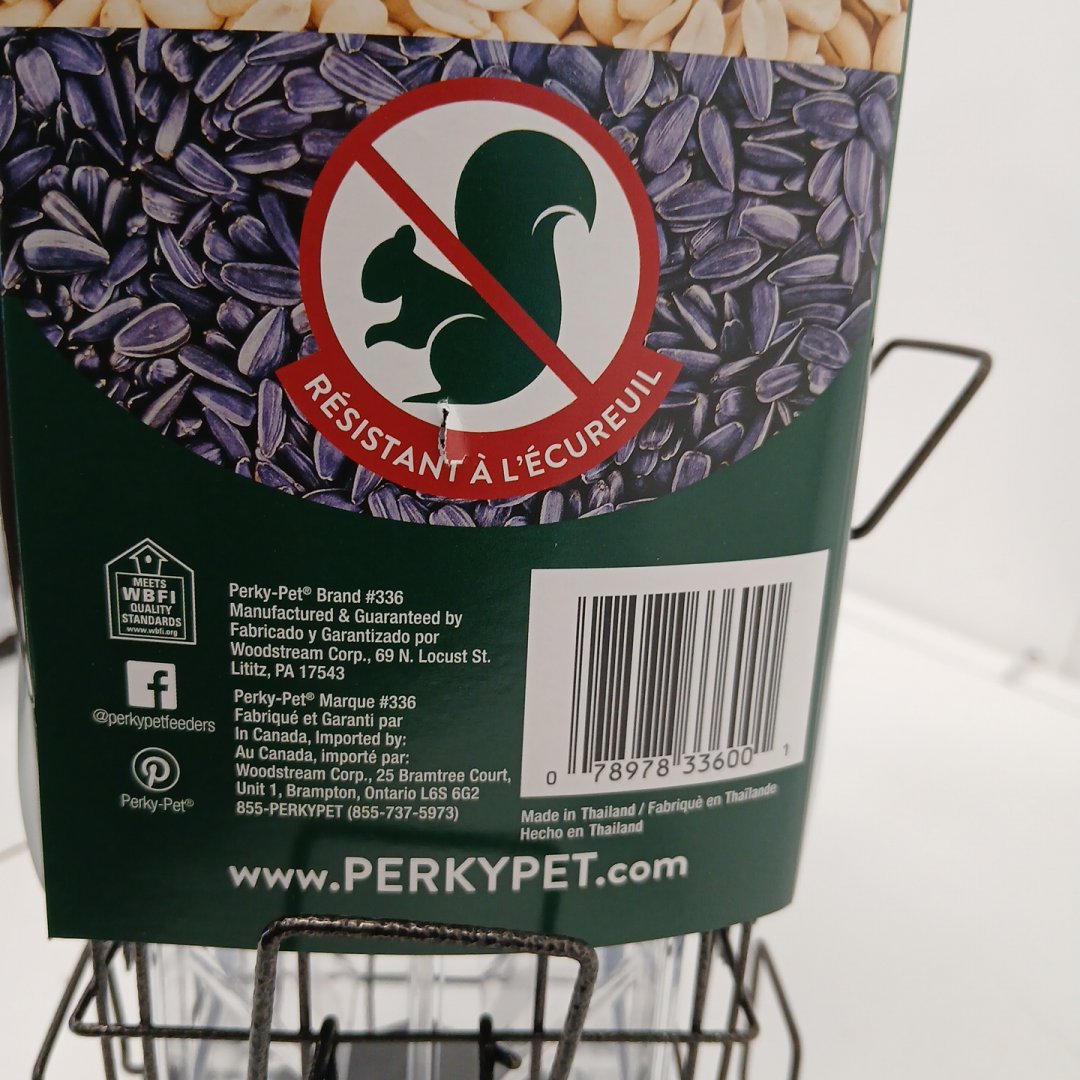 RÉSISTANT À L'ÉCUREUIL
MEETS
WBFI
QUALITY
STANDARDS
www.wbfi.org
@perkypetfeeders
Perky-Pet®
Perky-Pet® Brand #336
Manufactured & Guaranteed by
Fabricado y Garantizado por
Woodstream Corp., 69 N. Locust St.
Lititz, PA 17543
Perky-Pet® Marque #336
Fabriqué et Garanti par
In Canada, Imported by:
Au Canada, importé par:
Woodstream Corp., 25 Bramtree Court,
Unit 1, Brampton, Ontario L6S 6G2
855-PERKYPET (855-737-5973)
0 78978 33600 1
Made in Thailand / Fabriquè en Thaïlande
Hecho en Thailand
www.PERKYPET.com